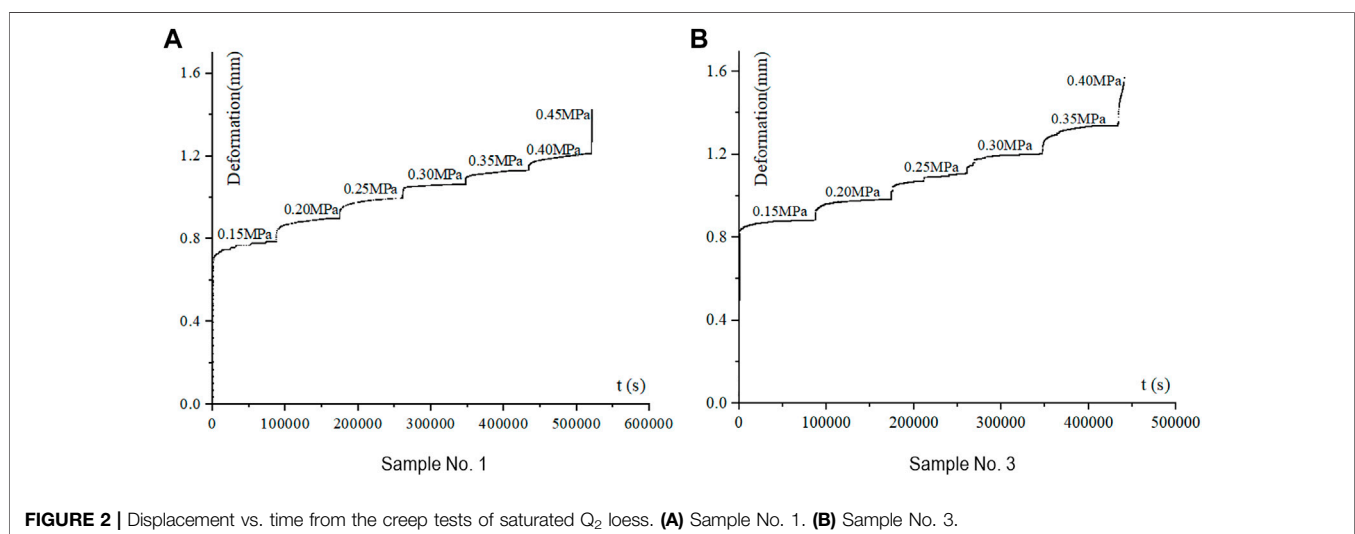 A
Deformation(mm)
1.6
1.2
0.8
0.4
0.0
0.15MPa
0.20MPa
0.25MPa
0.30MPa
0.35MPa
0.40MPa
0.45MPa
t (s)
0 100000 200000 300000 400000 500000 600000
Sample No. 1
B
Deformation(mm)
1.6
1.2
0.8
0.4
0.0
0.15MPa
0.20MPa
0.25MPa
0.30MPa
0.35MPa
0.40MPa
t (s)
0 100000 200000 300000 400000 500000
Sample No. 3
FIGURE 2 | Displacement vs. time from the creep tests of saturated Q₂ loess. (A) Sample No. 1. (B) Sample No. 3.